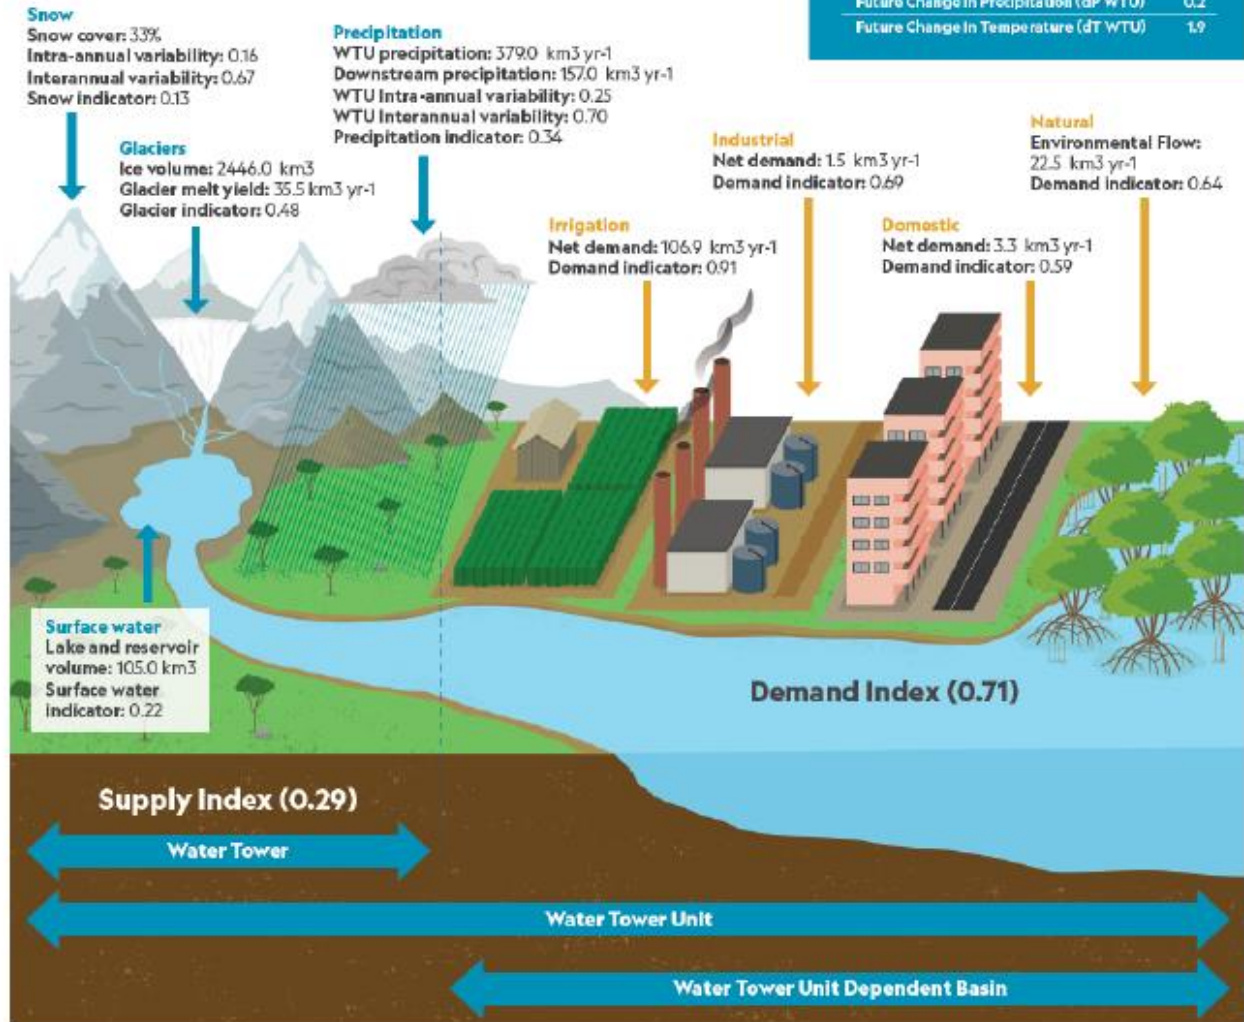 Future Change in Precipitation (dP WTU) 0.2
Future Change in Temperature (dT WTU) 1.9
Snow
Snow cover: 33%
Intra-annual variability: 0.16
Interannual variability: 0.67
Snow indicator: 0.13
Glaciers
Ice volume: 2446.0 km3
Glacier melt yield: 35.5 km3 yr-1
Glacier indicator: 0.48
Precipitation
WTU precipitation: 379.0 km3 yr-1
Downstream precipitation: 157.0 km3 yr-1
WTU Intra-annual variability: 0.25
WTU Interannual variability: 0.70
Precipitation indicator: 0.34
Irrigation
Net demand: 106.9 km3 yr-1
Demand indicator: 0.91
Industrial
Net demand: 1.5 km3 yr-1
Demand indicator: 0.69
Domestic
Net demand: 3.3 km3 yr-1
Demand indicator: 0.59
Natural
Environmental Flow:
22.5 km3 yr-1
Demand Indicator: 0.64
Surface water
Lake and reservoir
volume: 105.0 km3
Surface water
indicator: 0.22
Demand Index (0.71)
Supply Index (0.29)
Water Tower
Water Tower Unit
Water Tower Unit Dependent Basin